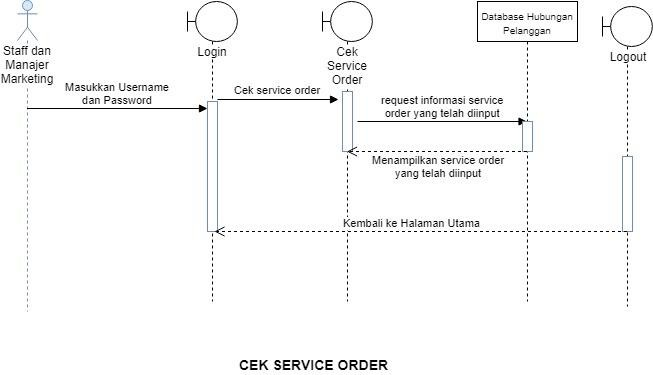 Staff dan
Manajer
Marketing
Login
Cek
Service
Order
Database Hubungan
Pelanggan
Logout
Masukkan Username
dan Password
Cek service order
request informasi service
order yang telah diinput
Menampilkan service order
yang telah diinput
Kembali ke Halaman Utama
CEK SERVICE ORDER